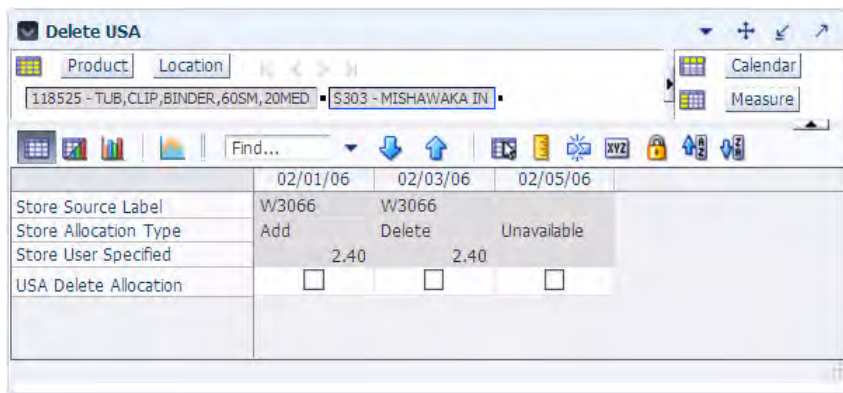 Delete USA
Product Location Calendar
118525 - TUB,CLIP,BINDER,60SM,20MED S303 - MISHAWAKA IN Measure
Find... XYZ A Z Z A
02/01/06 02/03/06 02/05/06
Store Source Label W3066 W3066
Store Allocation Type Add Delete Unavailable
Store User Specified 2.40 2.40
USA Delete Allocation